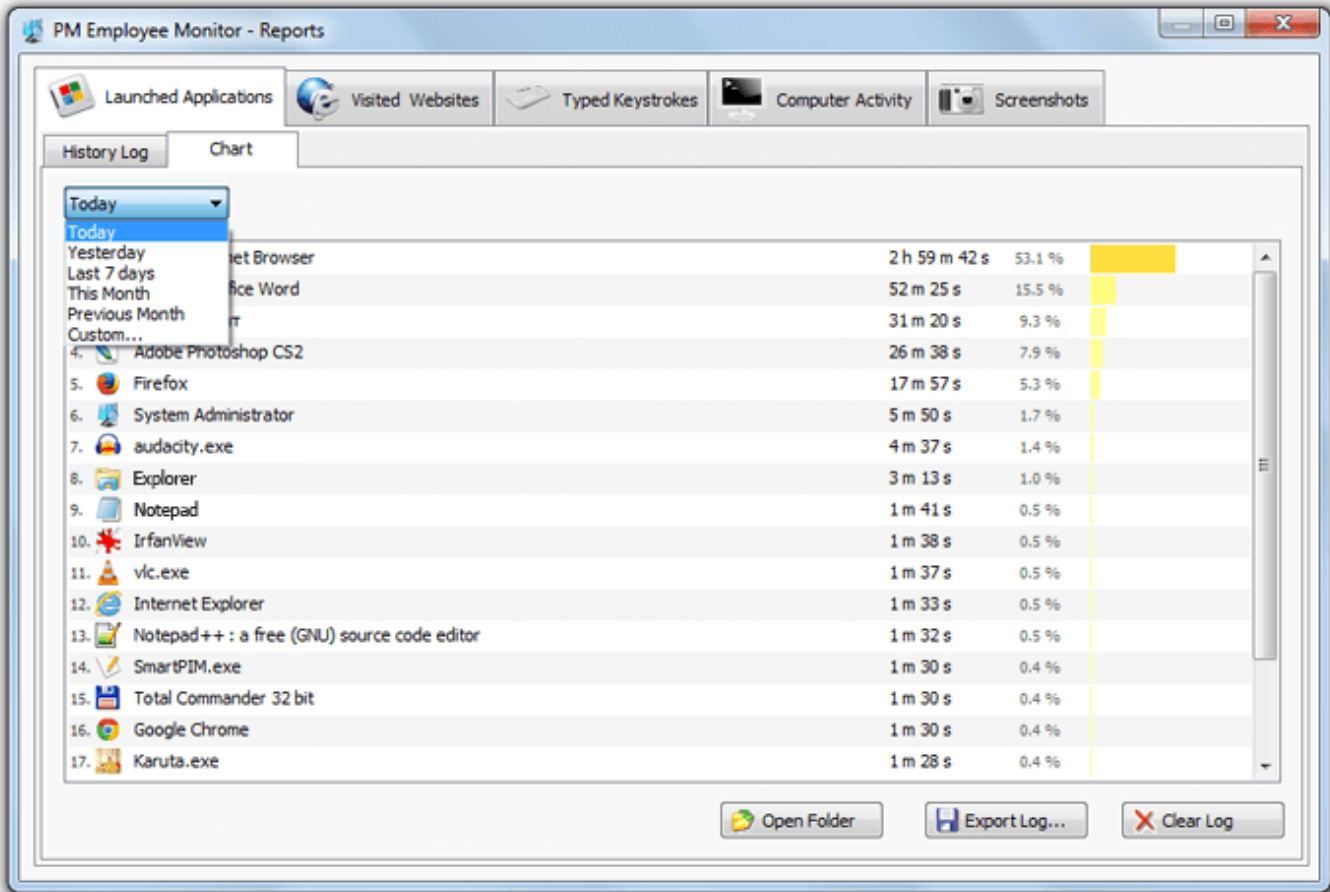 PM Employee Monitor - Reports
Launched Applications Visited Websites Typed Keystrokes Computer Activity Screenshots
History Log Chart
Today
Today
Yesterday
Last 7 days
This Month
Previous Month
Custom...
net Browser 2 h 59 m 42 s 53.1 %
fice Word 52 m 25 s 15.5 %
31 m 20 s 9.3 %
4. Adobe Photoshop CS2 26 m 38 s 7.9 %
5. Firefox 17 m 57 s 5.3 %
6. System Administrator 5 m 50 s 1.7 %
7. audacity.exe 4 m 37 s 1.4 %
8. Explorer 3 m 13 s 1.0 %
9. Notepad 1 m 41 s 0.5 %
10. IrfanView 1 m 38 s 0.5 %
11. vlc.exe 1 m 37 s 0.5 %
12. Internet Explorer 1 m 33 s 0.5 %
13. Notepad++ : a free (GNU) source code editor 1 m 32 s 0.5 %
14. SmartPIM.exe 1 m 30 s 0.4 %
15. Total Commander 32 bit 1 m 30 s 0.4 %
16. Google Chrome 1 m 30 s 0.4 %
17. Karuta.exe 1 m 28 s 0.4 %
Open Folder Export Log... Clear Log